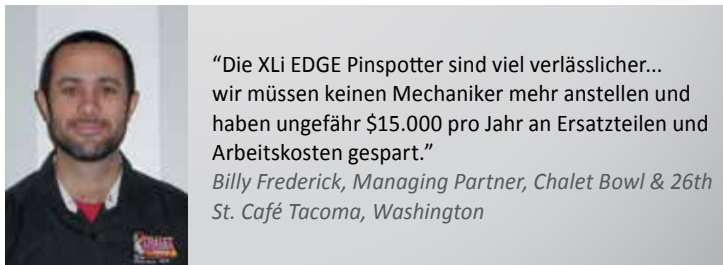 “Die XLi EDGE Pinspotter sind viel verlässlicher...
wir müssen keinen Mechaniker mehr anstellen und
haben ungefähr $15.000 pro Jahr an Ersatzteilen und
Arbeitskosten gespart.”
Billy Frederick, Managing Partner, Chalet Bowl & 26th
St. Café Tacoma, Washington